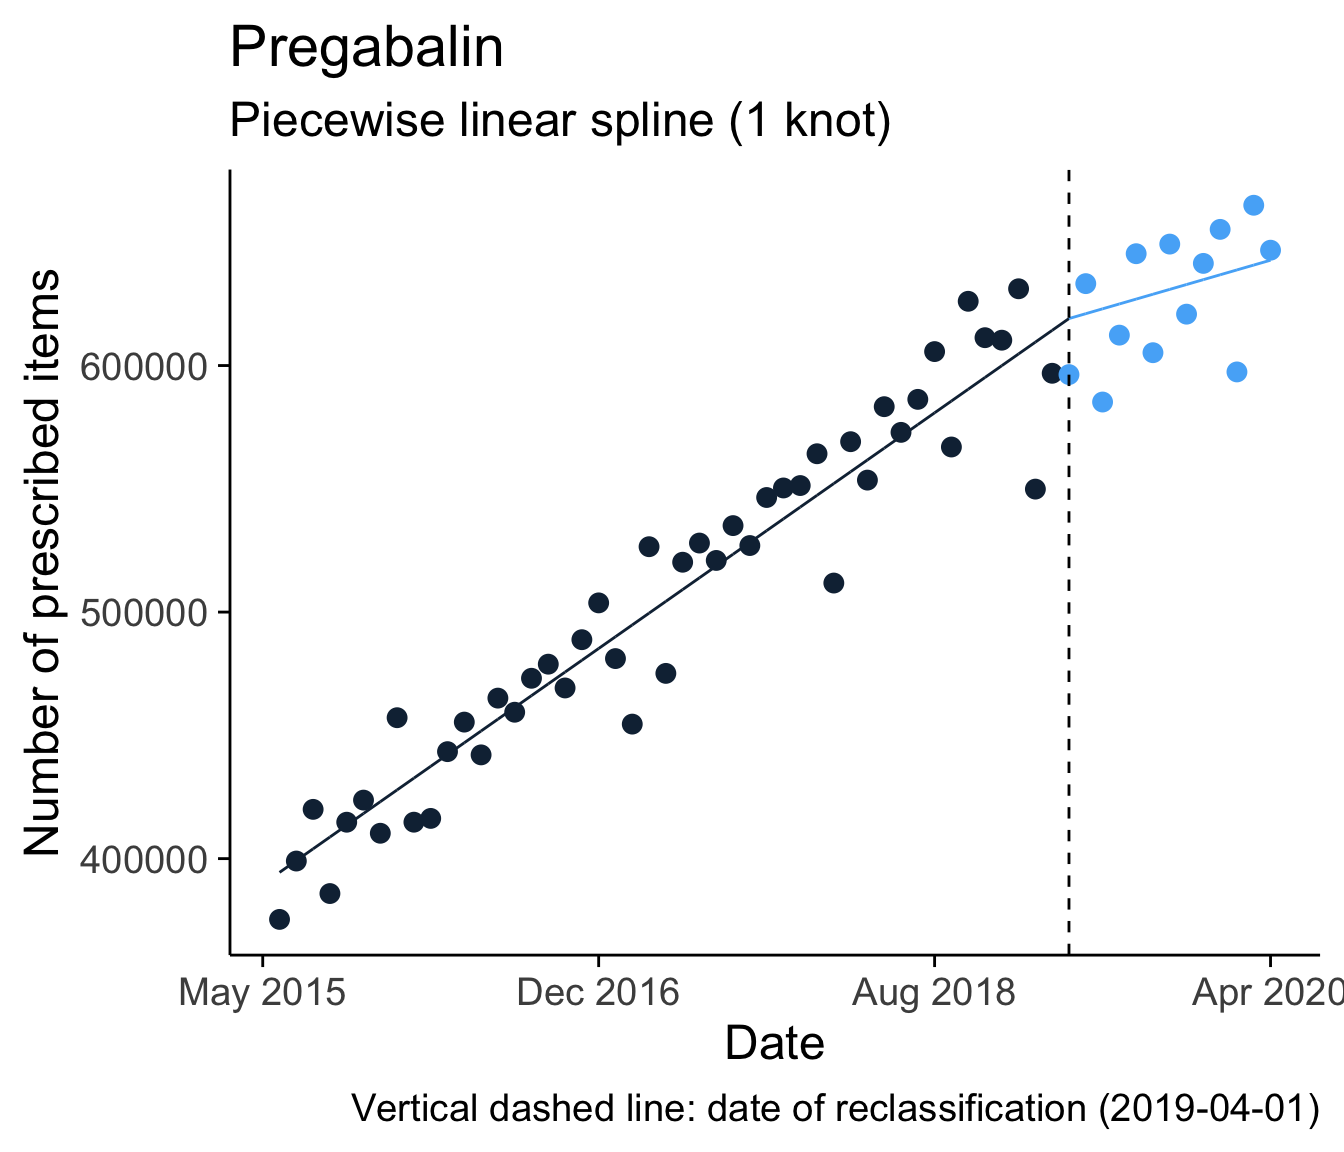 Pregabalin
Piecewise linear spline (1 knot)
Number of prescribed items
600000
500000
400000
May 2015
Dec 2016
Aug 2018
Apr 2020
Date
Vertical dashed line: date of reclassification (2019-04-01)